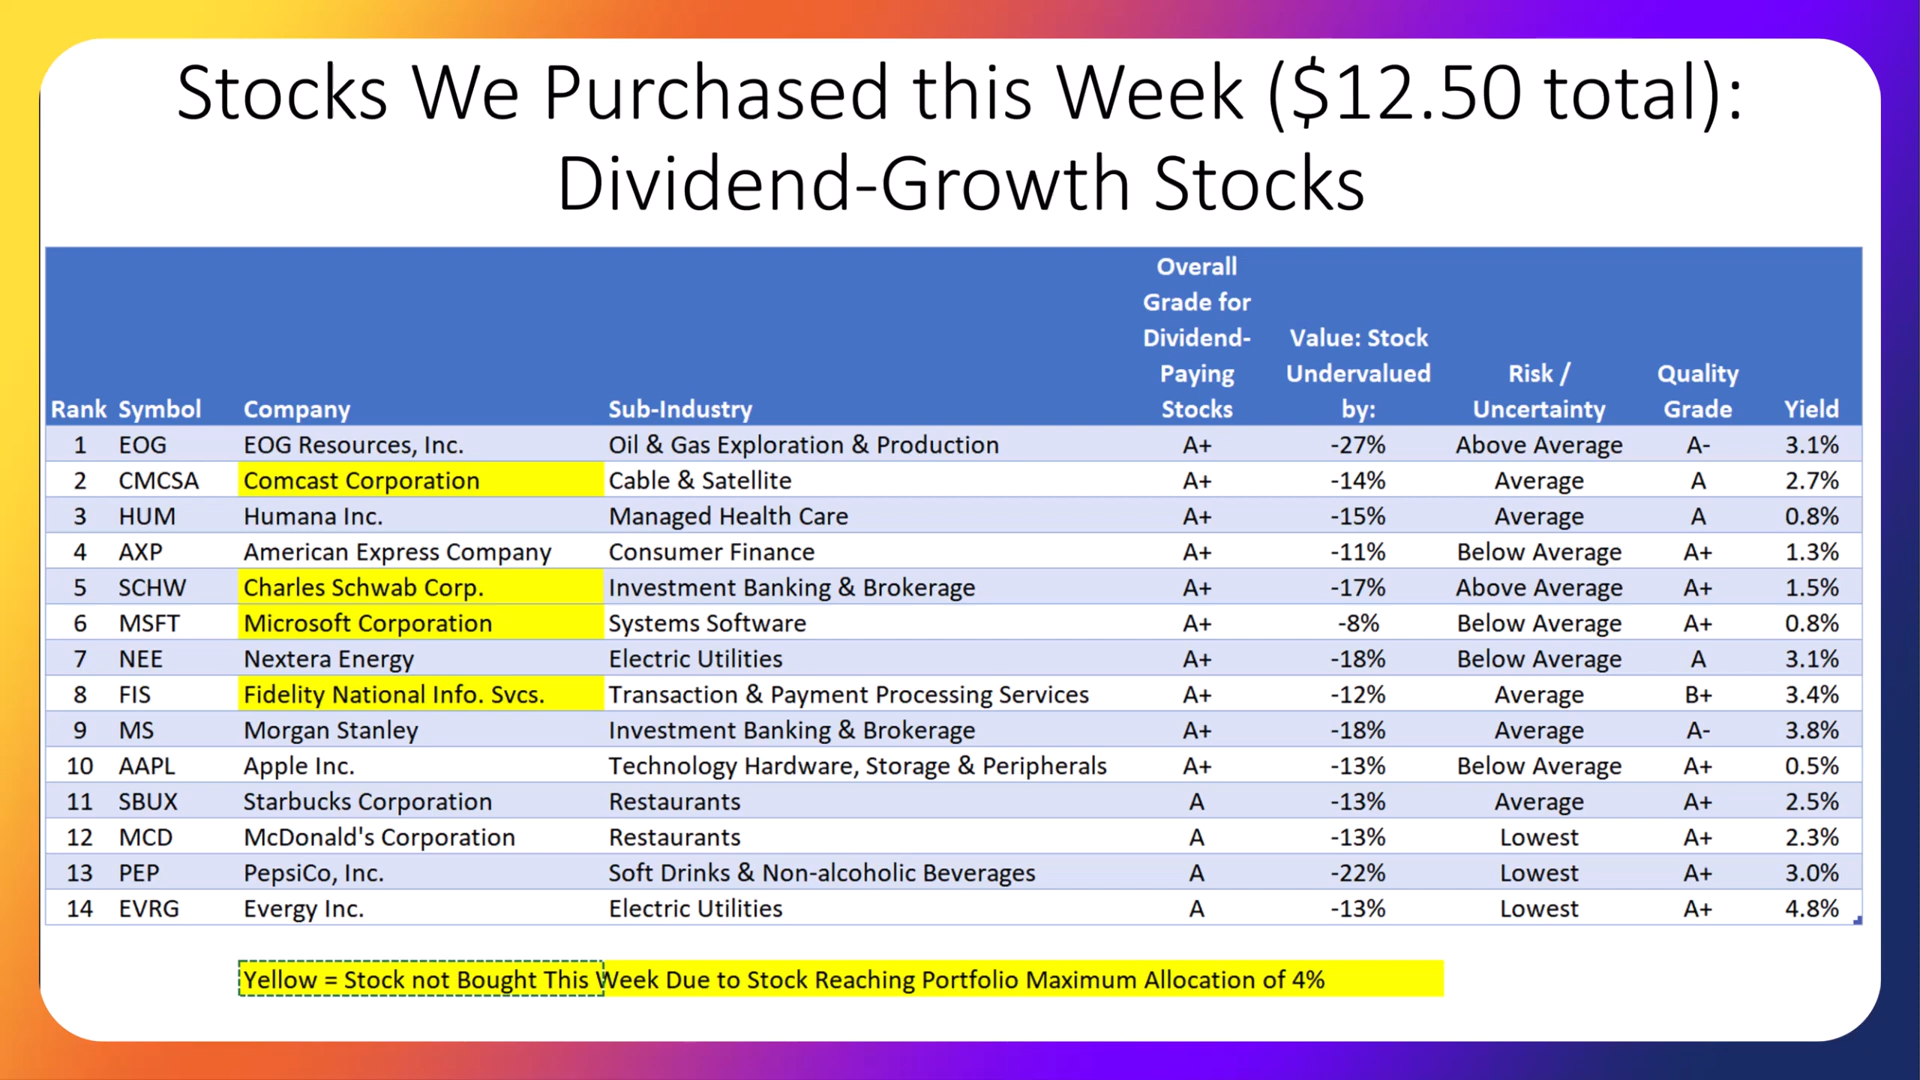 Stocks We Purchased this Week ($12.50 total):
Dividend-Growth Stocks
Rank Symbol Company Sub-Industry Overall Grade for Dividend-Paying Stocks Value: Stock Undervalued by: Risk / Uncertainty Quality Grade Yield
1 EOG EOG Resources, Inc. Oil & Gas Exploration & Production A+ -27% Above Average A- 3.1%
2 CMCSA Comcast Corporation Cable & Satellite A+ -14% Average A 2.7%
3 HUM Humana Inc. Managed Health Care A+ -15% Average A 0.8%
4 AXP American Express Company Consumer Finance A+ -11% Below Average A+ 1.3%
5 SCHW Charles Schwab Corp. Investment Banking & Brokerage A+ -17% Above Average A+ 1.5%
6 MSFT Microsoft Corporation Systems Software A+ -8% Below Average A+ 0.8%
7 NEE Nextera Energy Electric Utilities A+ -18% Below Average A 3.1%
8 FIS Fidelity National Info. Svcs. Transaction & Payment Processing Services A+ -12% Average B+ 3.4%
9 MS Morgan Stanley Investment Banking & Brokerage A+ -18% Average A- 3.8%
10 AAPL Apple Inc. Technology Hardware, Storage & Peripherals A+ -13% Below Average A+ 0.5%
11 SBUX Starbucks Corporation Restaurants A -13% Average A+ 2.5%
12 MCD McDonald's Corporation Restaurants A -13% Lowest A+ 2.3%
13 PEP PepsiCo, Inc. Soft Drinks & Non-alcoholic Beverages A -22% Lowest A+ 3.0%
14 EVRG Evergy Inc. Electric Utilities A -13% Lowest A+ 4.8%
Yellow = Stock not Bought This Week Due to Stock Reaching Portfolio Maximum Allocation of 4%